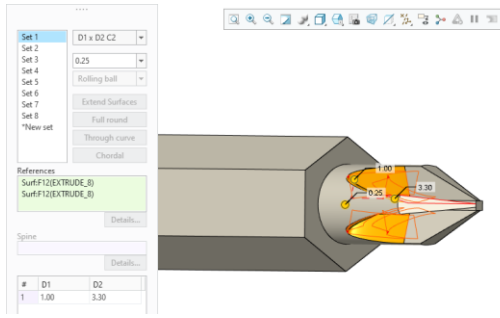 Set 1
Set 2
Set 3
Set 4
Set 5
Set 6
Set 7
Set 8
*New set
D1 x D2 C2
0.25
Rolling ball
Extend Surfaces
Full round
Through curve
Chordal
References
Surf:F12(EXTRUDE_8)
Surf:F12(EXTRUDE_8)
Details...
Spine
Details...
# D1 D2
1 1.00 3.30
1.00
0.25
3.30